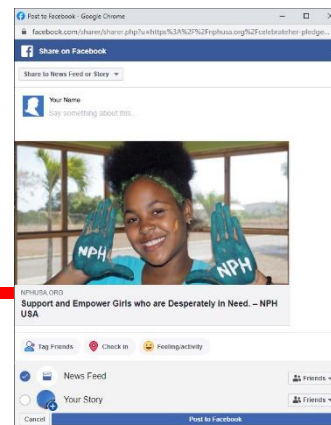 Post to Facebook - Google Chrome
facebook.com/sharer/sharer.php?u=https%3A%2F%2Fnphusa.org%2Fcelebrateher-pledge...
Share on Facebook
Share to News Feed or Story
Your Name
Say something about this...
NPH NPH
NPHUSA.ORG
Support and Empower Girls who are Desperately in Need. – NPH
USA
Tag Friends Check in Feeling/activity
News Feed Friends
Your Story Friends
Cancel Post to Facebook